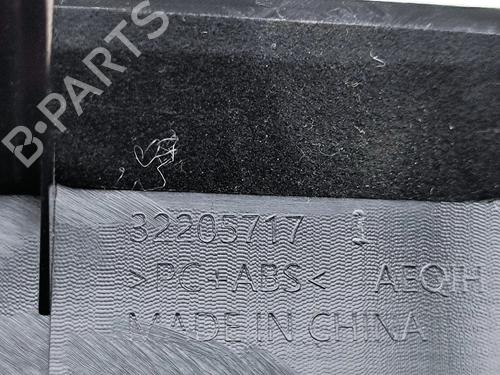 B-PARTS
32205717
>PC+ABS< AEQIH
MADE IN CHINA